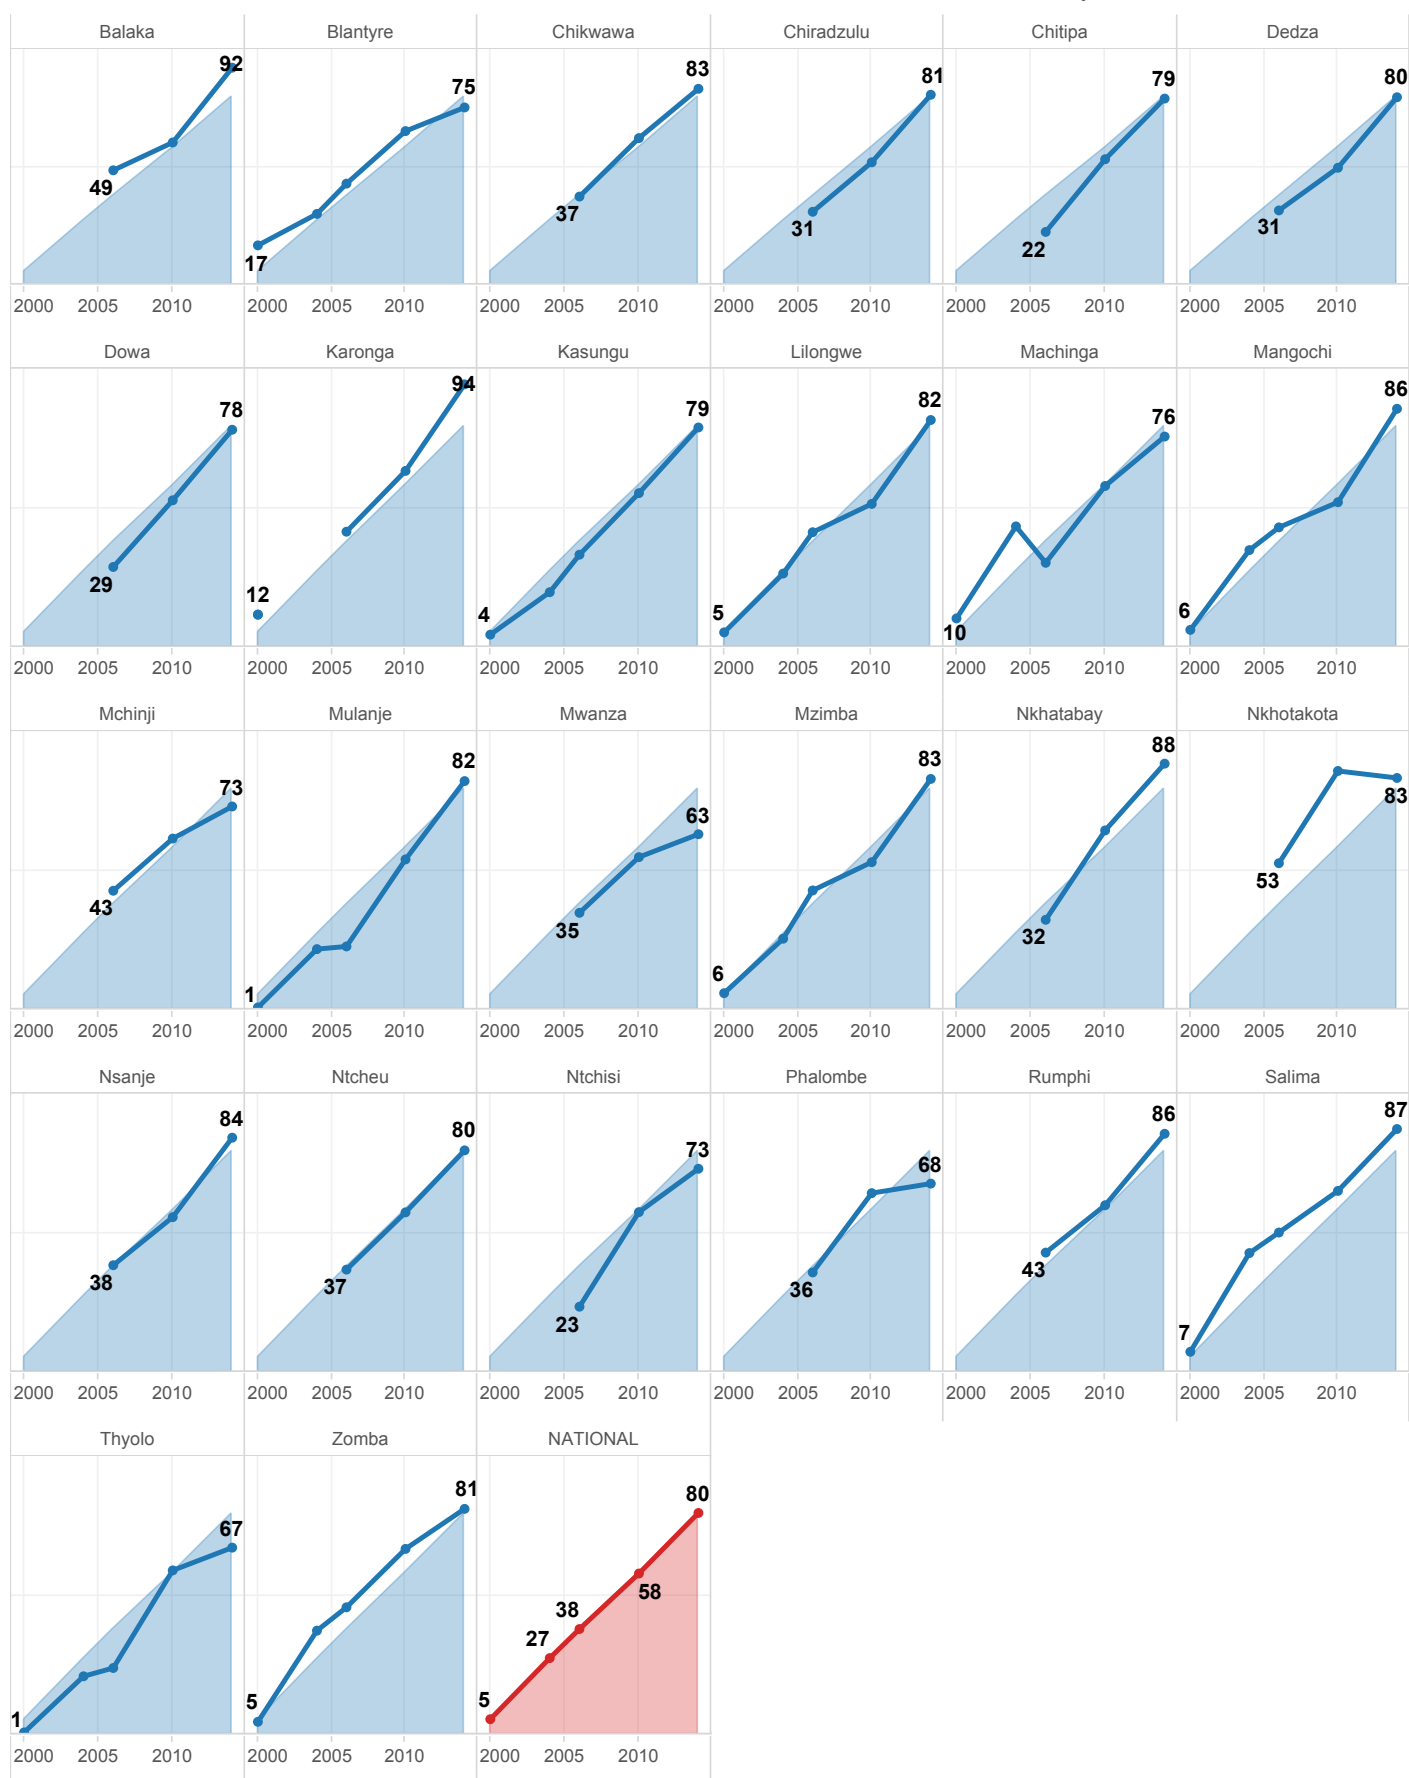 Balaka Blantyre Chikwawa Chiradzulu Chitipa Dedza
92 75 83 81 79 80
49 17 37 31 22 31
2000 2005 2010 2000 2005 2010 2000 2005 2010 2000 2005 2010 2000 2005 2010 2000 2005 2010
Dowa Karonga Kasungu Lilongwe Machinga Mangochi
78 94 79 82 76 86
29 12 4 5 10 6
2000 2005 2010 2000 2005 2010 2000 2005 2010 2000 2005 2010 2000 2005 2010 2000 2005 2010
Mchinji Mulanje Mwanza Mzimba Nkhatabay Nkhotakota
73 82 63 83 88 83
43 1 35 6 32 53
2000 2005 2010 2000 2005 2010 2000 2005 2010 2000 2005 2010 2000 2005 2010 2000 2005 2010
Nsanje Ntcheu Ntchisi Phalombe Rumphi Salima
84 80 73 68 86 87
38 37 23 36 43 7
2000 2005 2010 2000 2005 2010 2000 2005 2010 2000 2005 2010 2000 2005 2010 2000 2005 2010
Thyolo Zomba NATIONAL
67 81 80
58
38
27
1 5 5
2000 2005 2010 2000 2005 2010 2000 2005 2010